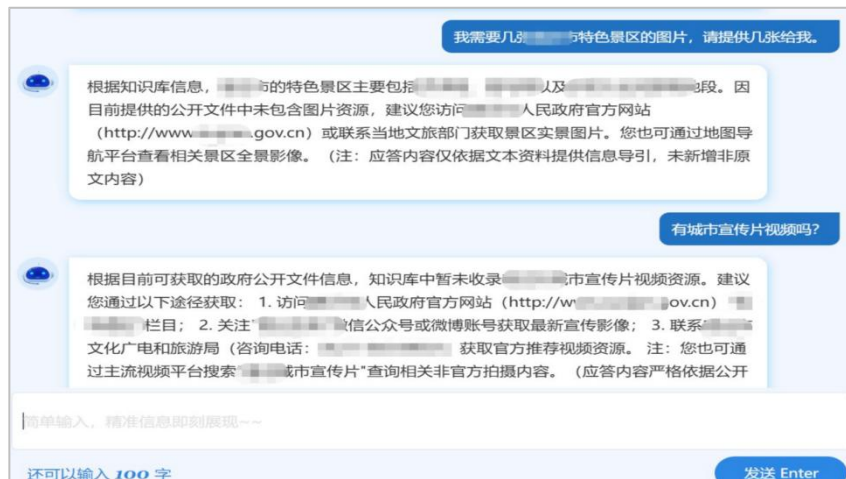 我需要几张 市特色景区的图片，请提供几张给我。
根据知识库信息， 市的特色景区主要包括 以及 地段。因
目前提供的公开文件中未包含图片资源，建议您访问 人民政府官方网站
（http://www. .gov.cn）或联系当地文旅部门获取景区实景图片。您也可通过地图导
航平台查看相关景区全景影像。（注：应答内容仅依据文本资料提供信息导引，未新增非原
文内容）
有城市宣传片视频吗？
根据目前可获取的政府公开文件信息，知识库中暂未收录 城市宣传片视频资源。建议
您通过以下途径获取： 1. 访问 人民政府官方网站（http://w .gov.cn）
栏目； 2. 关注“ 微信公众号或微博账号获取最新宣传影像； 3. 联系
文化广电和旅游局（咨询电话： 获取官方推荐视频资源。 注：您也可通
过主流视频平台搜索“ 城市宣传片”查询相关非官方拍摄内容。（应答内容严格依据公开
简单输入，精准信息即刻展现~~
还可以输入 100 字
发送 Enter